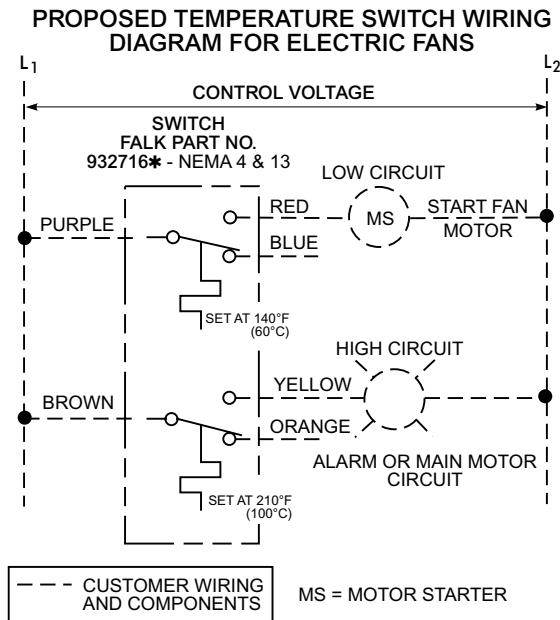 PROPOSED TEMPERATURE SWITCH WIRING
DIAGRAM FOR ELECTRIC FANS
L1
L2
CONTROL VOLTAGE
SWITCH
FALK PART NO.
932716✱ - NEMA 4 & 13
LOW CIRCUIT
PURPLE
RED
MS
START FAN
MOTOR
BLUE
SET AT 140°F
(60°C)
HIGH CIRCUIT
BROWN
YELLOW
ORANGE
ALARM OR MAIN MOTOR
CIRCUIT
SET AT 210°F
(100°C)
CUSTOMER WIRING
AND COMPONENTS
MS = MOTOR STARTER